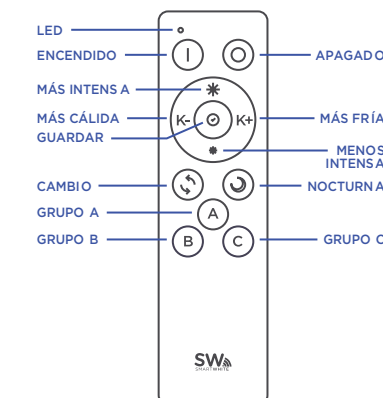 LED
ENCENDIDO
APAGADO
MÁS INTENSA
MÁS CÁLIDA
K-
K+
MÁS FRÍA
GUARDAR
MENOS
INTENSA
CAMBIO
NOCTURNA
GRUPO A
A
GRUPO B
B
C
GRUPO C
SW
SMARTWHITE